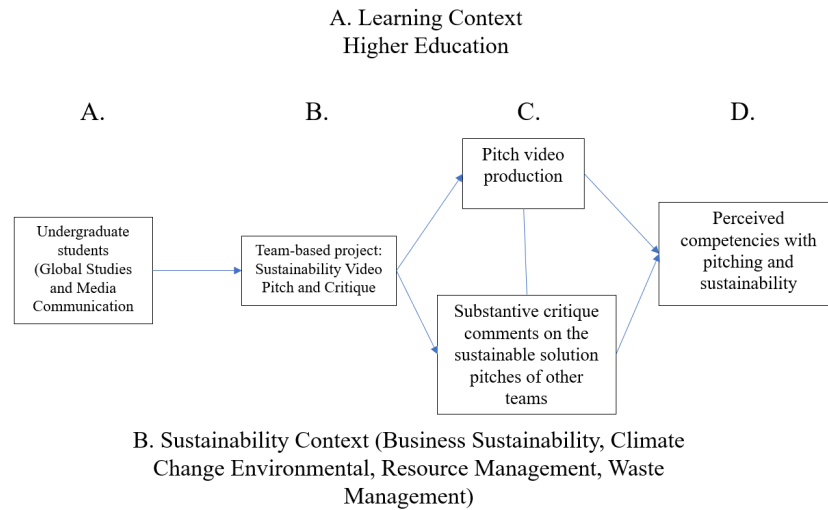 A. Learning Context
Higher Education
A.
B.
C.
D.
Undergraduate
students
(Global Studies
and Media
Communication
Team-based project:
Sustainability Video
Pitch and Critique
Pitch video
production
Substantive critique
comments on the
sustainable solution
pitches of other
teams
Perceived
competencies with
pitching and
sustainability
B. Sustainability Context (Business Sustainability, Climate
Change Environmental, Resource Management, Waste
Management)